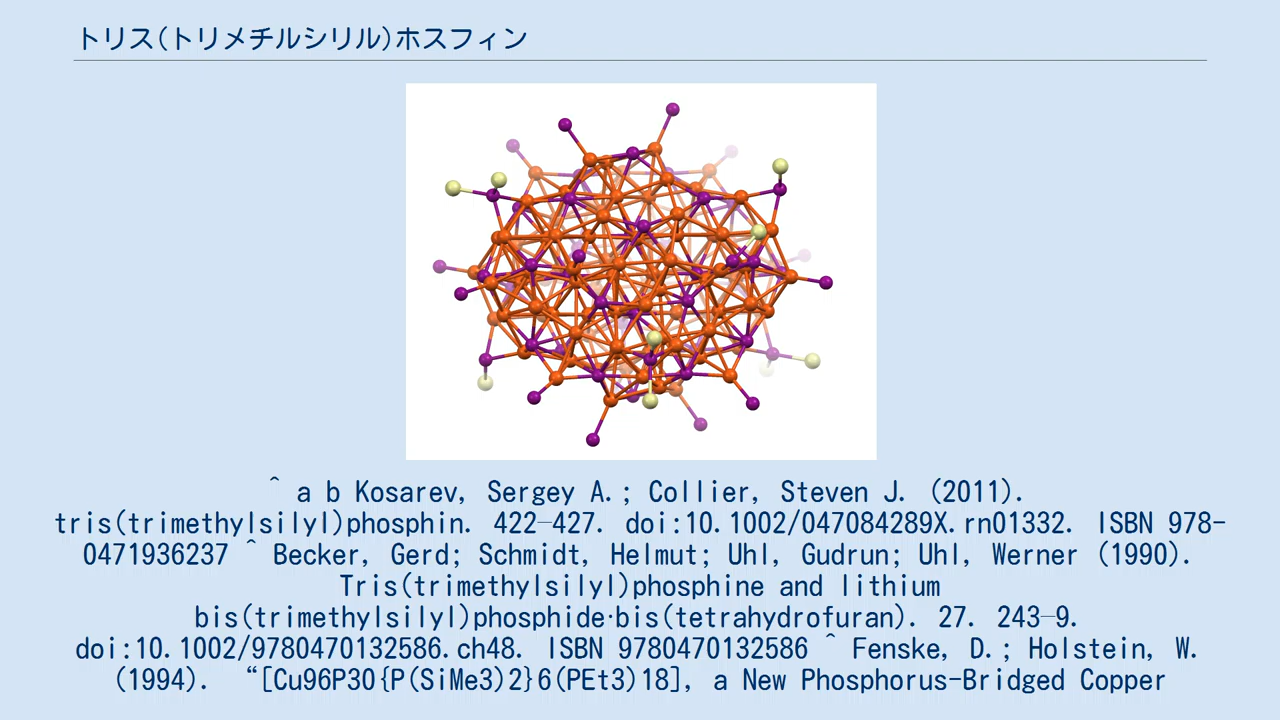 トリス(トリメチルシリル)ホスフィン
^ a b Kosarev, Sergey A.; Collier, Steven J. (2011).
tris(trimethylsilyl)phosphin. 422–427. doi:10.1002/047084289X.rn01332. ISBN 978-
0471936237 ^ Becker, Gerd; Schmidt, Helmut; Uhl, Gudrun; Uhl, Werner (1990).
Tris(trimethylsilyl)phosphine and lithium
bis(trimethylsilyl)phosphide·bis(tetrahydrofuran). 27. 243–9.
doi:10.1002/9780470132586.ch48. ISBN 9780470132586 ^ Fenske, D.; Holstein, W.
(1994). “[Cu96P30{P(SiMe3)2}6(PEt3)18], a New Phosphorus-Bridged Copper